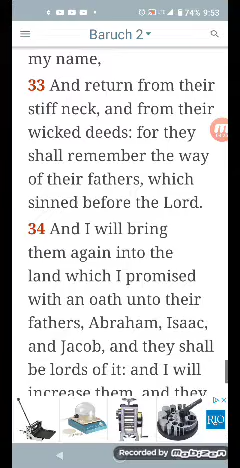 74% 9:53
Baruch 2
my name,
33 And return from their
stiff neck, and from their
wicked deeds: for they
shall remember the way
of their fathers, which
sinned before the Lord.
34 And I will bring
them again into the
land which I promised
with an oath unto their
fathers, Abraham, Isaac,
and Jacob, and they shall
be lords of it: and I will
increase them, and they
RIO
Recorded by mobizen